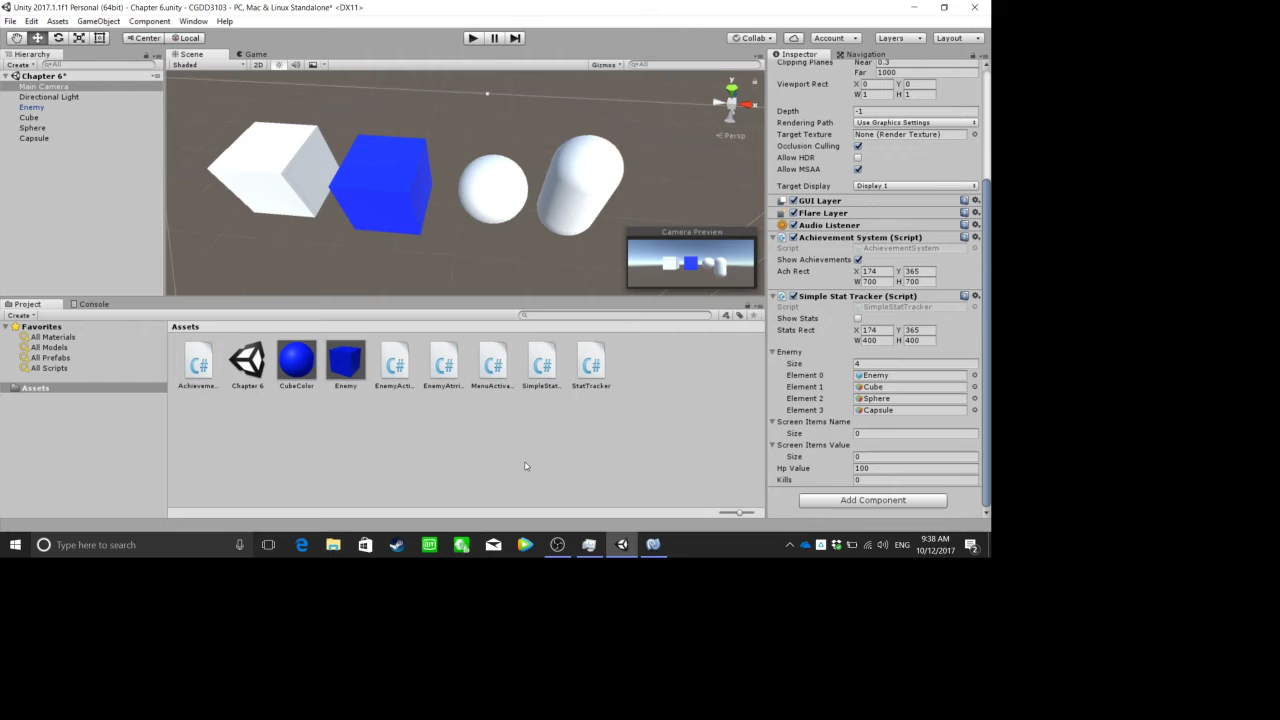 Unity 2017.1.1f1 Personal (64bit) - Chapter 6.unity - CGDD3103 - PC, Mac & Linux Standalone* <DX11>
File Edit Assets GameObject Component Window Help
Center Local Collab Account Layers Layout
Hierarchy
Create All
Chapter 6*
Main Camera
Directional Light
Enemy
Cube
Sphere
Capsule
Scene Game
Shaded 2D Gizmos All
y
x
Persp
Camera Preview
Inspector Navigation
Clipping Planes Near 0.3
Far 1000
Viewport Rect X 0 Y 0
W 1 H 1
Depth -1
Rendering Path Use Graphics Settings
Target Texture None (Render Texture)
Occlusion Culling
Allow HDR
Allow MSAA
Target Display Display 1
GUI Layer
Flare Layer
Audio Listener
Achievement System (Script)
Script AchievementSystem
Show Achievements
Ach Rect X 174 Y 365
W 700 H 700
Simple Stat Tracker (Script)
Script SimpleStatTracker
Show Stats
Stats Rect X 174 Y 365
W 400 H 400
Enemy
Size 4
Element 0 Enemy
Element 1 Cube
Element 2 Sphere
Element 3 Capsule
Screen Items Name
Size 0
Screen Items Value
Size 0
Hp Value 100
Kills 0
Add Component
Project Console
Create
Favorites
All Materials
All Models
All Prefabs
All Scripts
Assets
Assets
Achieveme... Chapter 6 CubeColor Enemy EnemyActi... EnemyAttri... MenuActiva... SimpleStat... StatTracker
Type here to search
ENG
9:38 AM
10/12/2017
2